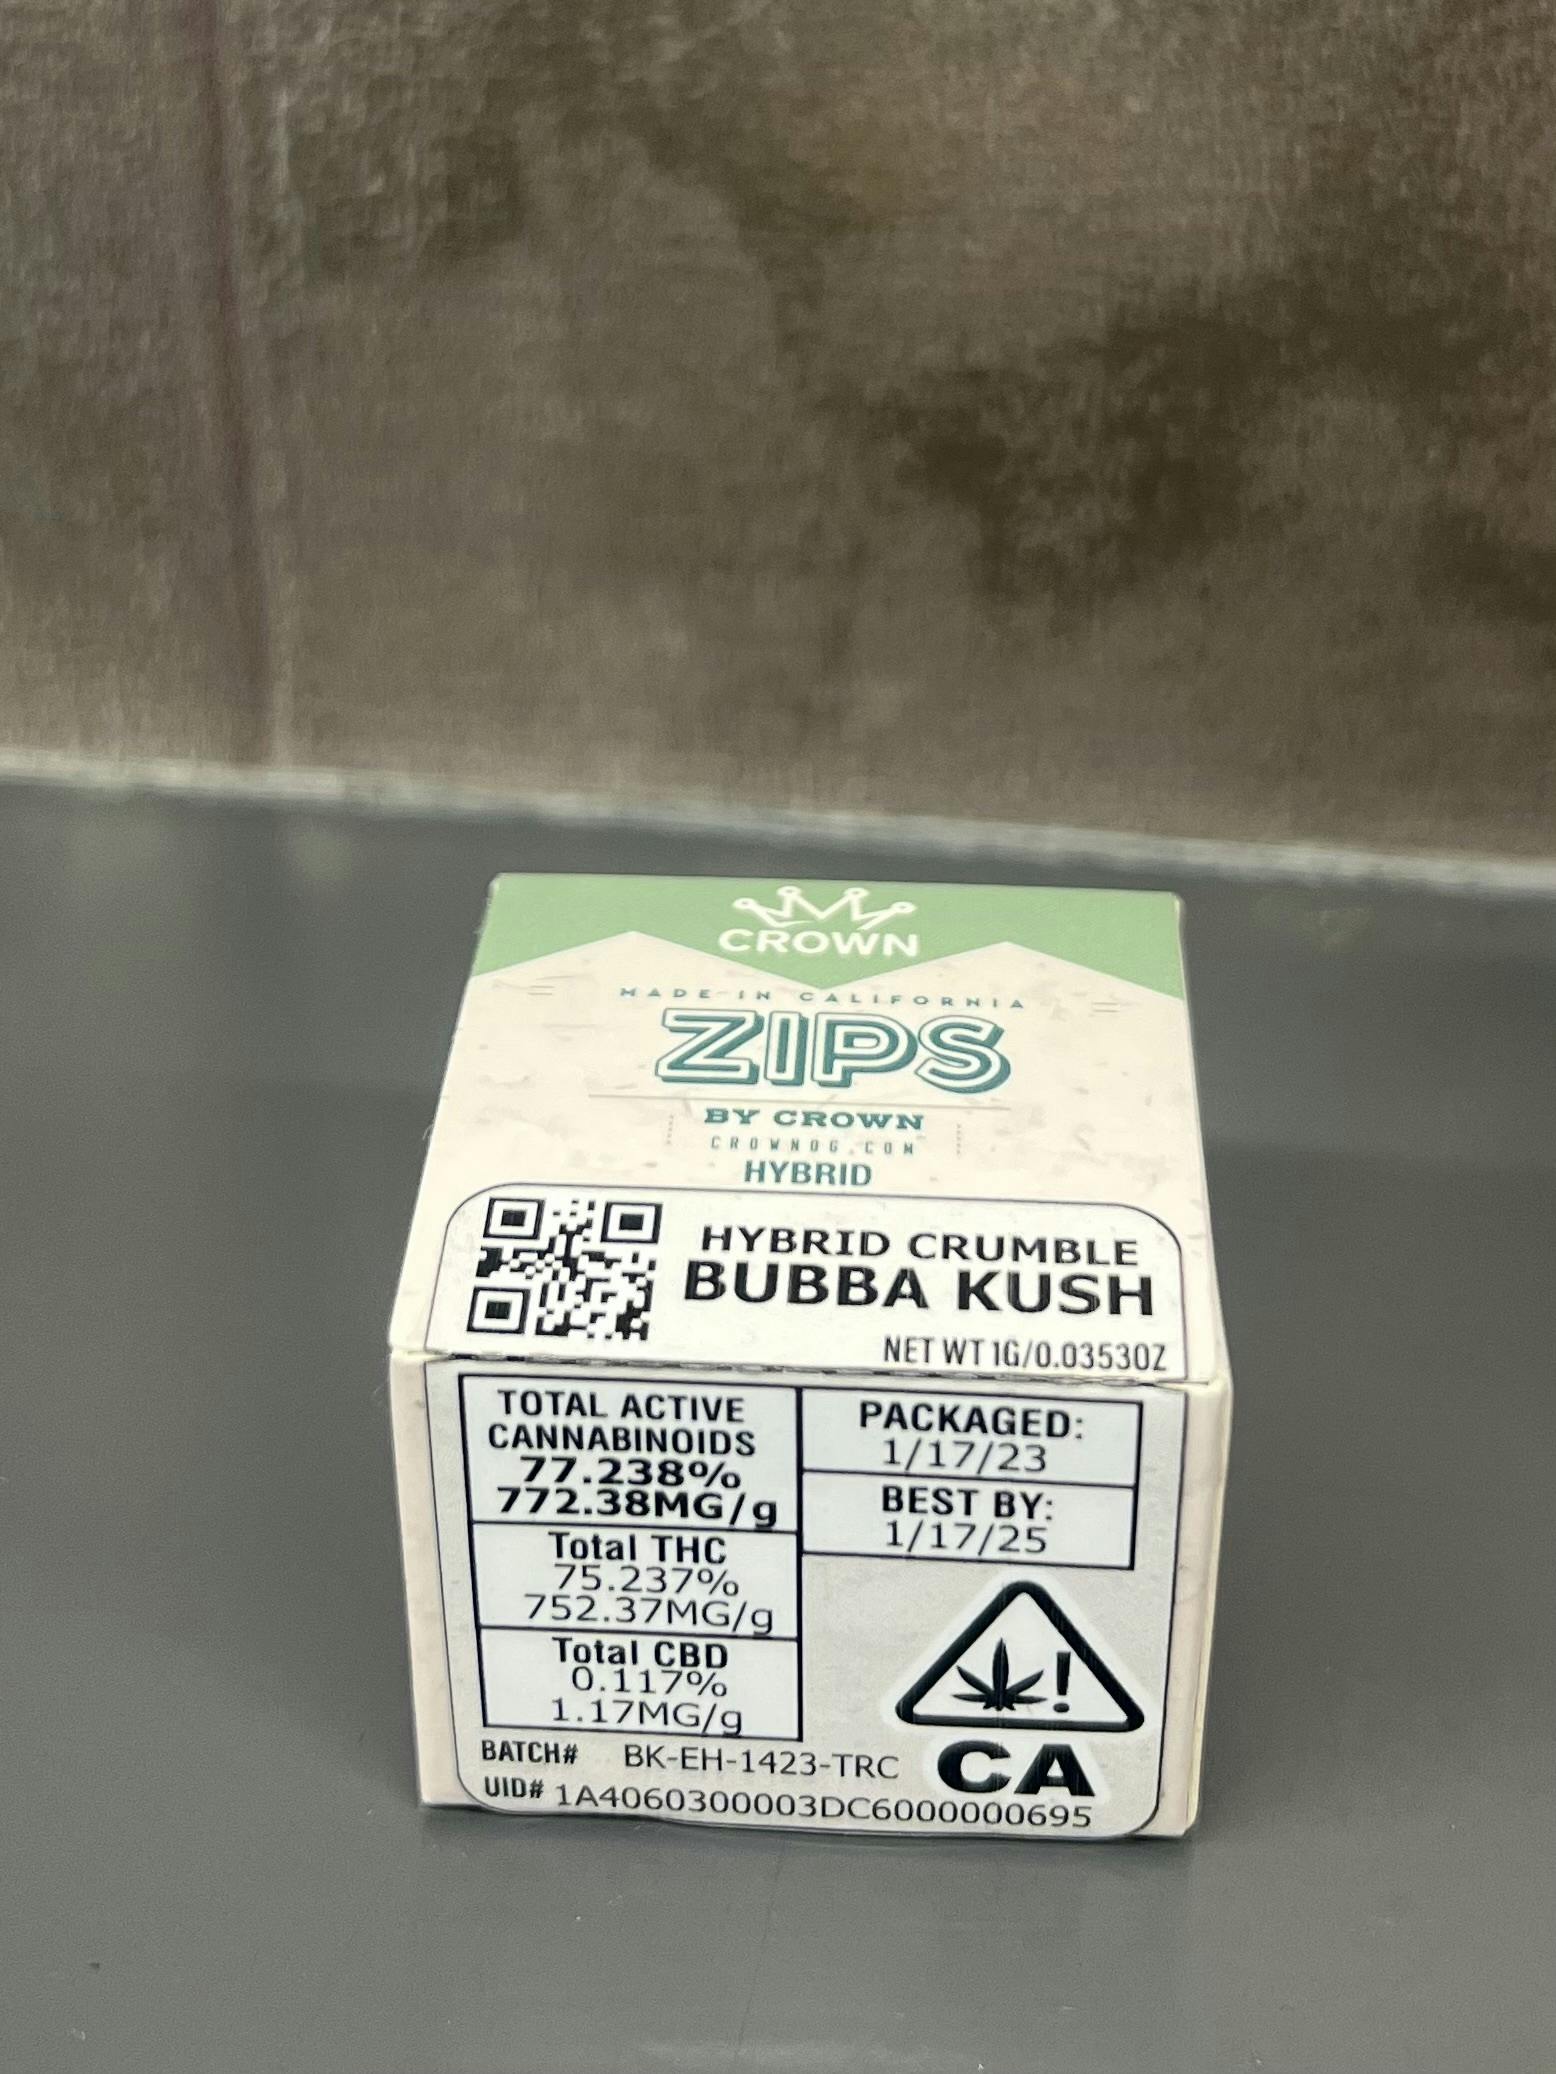 CROWN
MADE IN CALIFORNIA
ZIPS
BY CROWN
CROWNOG.COM
HYBRID
HYBRID CRUMBLE
BUBBA KUSH
NET WT 1G/0.0353OZ
TOTAL ACTIVE
CANNABINOIDS
77.238%
772.38MG/g
Total THC
75.237%
752.37MG/g
Total CBD
0.117%
1.17MG/g
PACKAGED:
1/17/23
BEST BY:
1/17/25
!
CA
BATCH# BK-EH-1423-TRC
UID# 1A4060300003DC6000000695